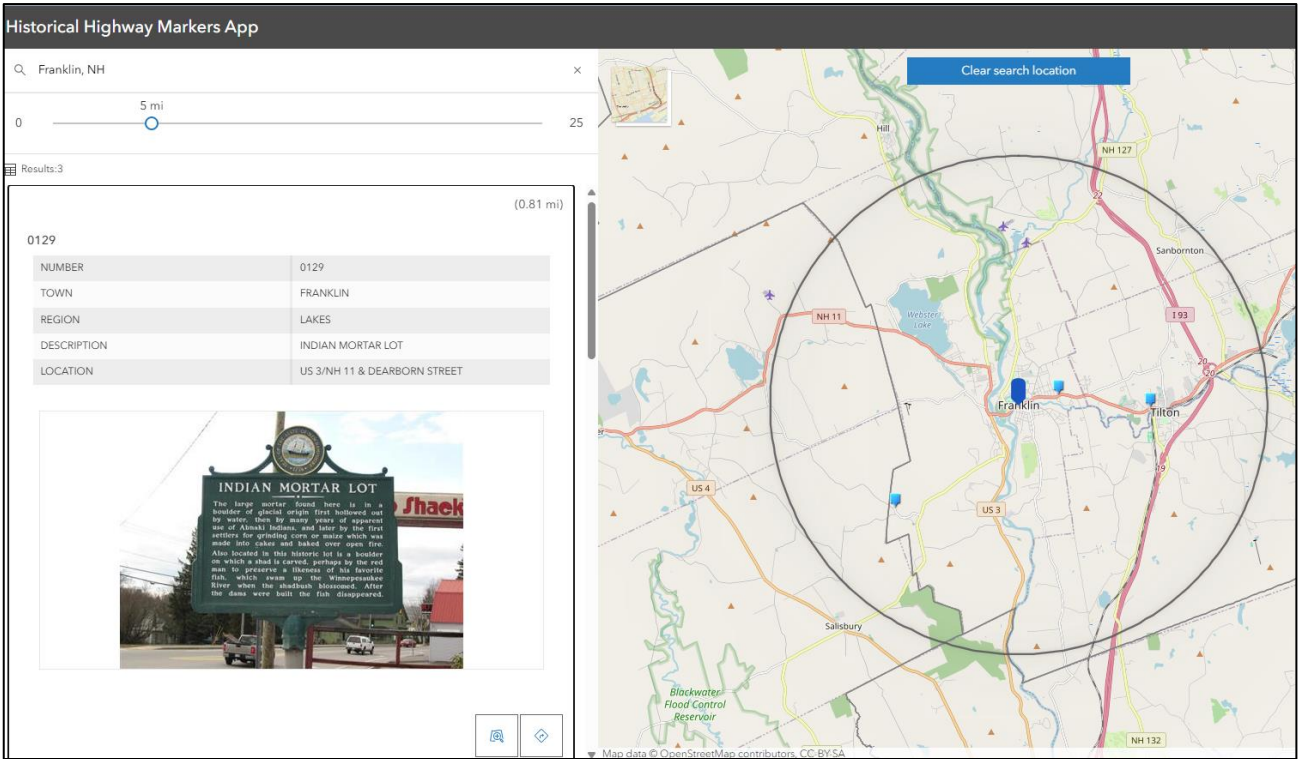 Historical Highway Markers App
Franklin, NH
Clear search location
5 mi
0
25
Results:3
(0.81 mi)
0129
NUMBER 0129
TOWN FRANKLIN
REGION LAKES
DESCRIPTION INDIAN MORTAR LOT
LOCATION US 3/NH 11 & DEARBORN STREET
INDIAN MORTAR LOT
The large mortar found here is in a
boulder of glacial origin first hollowed out
by water, then by many years of apparent
use of Abnaki Indians, and later by the first
settlers for grinding corn or maize which was
made into cakes and baked over open fire.
Also located in this historic lot is a boulder
on which a shad is carved, perhaps by the red
man to preserve a likeness of his favorite
fish, which swam up the Winnepesaukee
River when the shadbush blossomed. After
the dams were built the fish disappeared.
Shack
Hill
NH 127
22
Sanbornton
NH 11
Webster
Lake
I 93
20
20
Franklin
Tilton
19
US 4
US 3
Salisbury
Blackwater
Flood Control
Reservoir
NH 132
Map data © OpenStreetMap contributors, CC-BY-SA